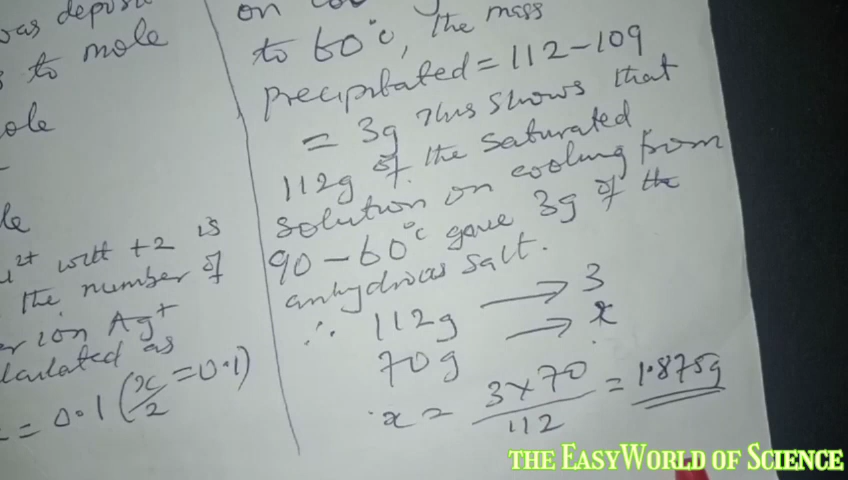 was deposi
to mole
ole
le
with +2 is
the number of
ion Ag+
calculated as
= 0.1 (x/2 = 0.1)
on
to 60°c, the mass
precipitated = 112-109
= 3g This shows that
112g of the saturated
solution on cooling from
90-60°c gave 3g of the
anhydrous salt.
∴ 112g → 3
70g → x
x = 3 x 70 / 112 = 1.875g
the EasyWorld of Science